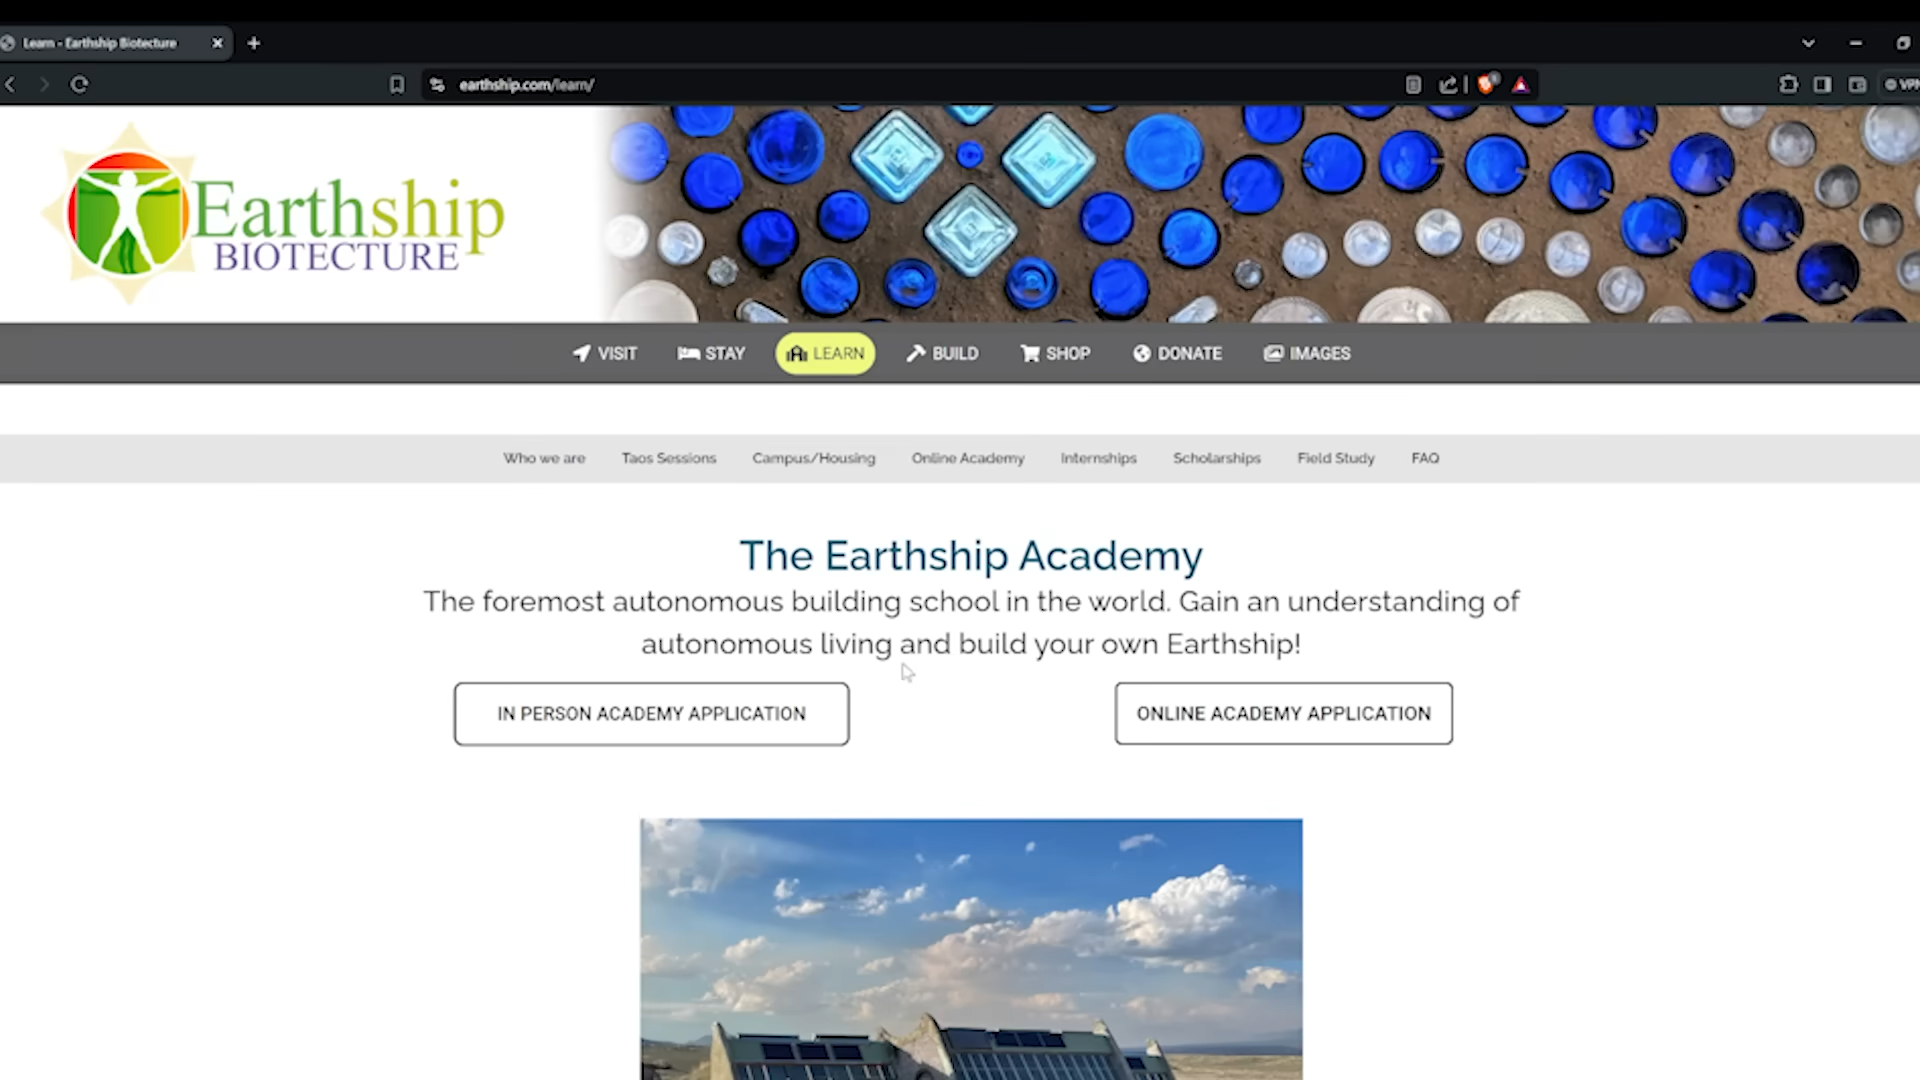 Learn - Earthship Biotecture
earthship.com/learn/
VPN
Earthship
BIOTECTURE
VISIT STAY LEARN BUILD SHOP DONATE IMAGES
Who we are Taos Sessions Campus/Housing Online Academy Internships Scholarships Field Study FAQ
The Earthship Academy
The foremost autonomous building school in the world. Gain an understanding of
autonomous living and build your own Earthship!
IN PERSON ACADEMY APPLICATION ONLINE ACADEMY APPLICATION